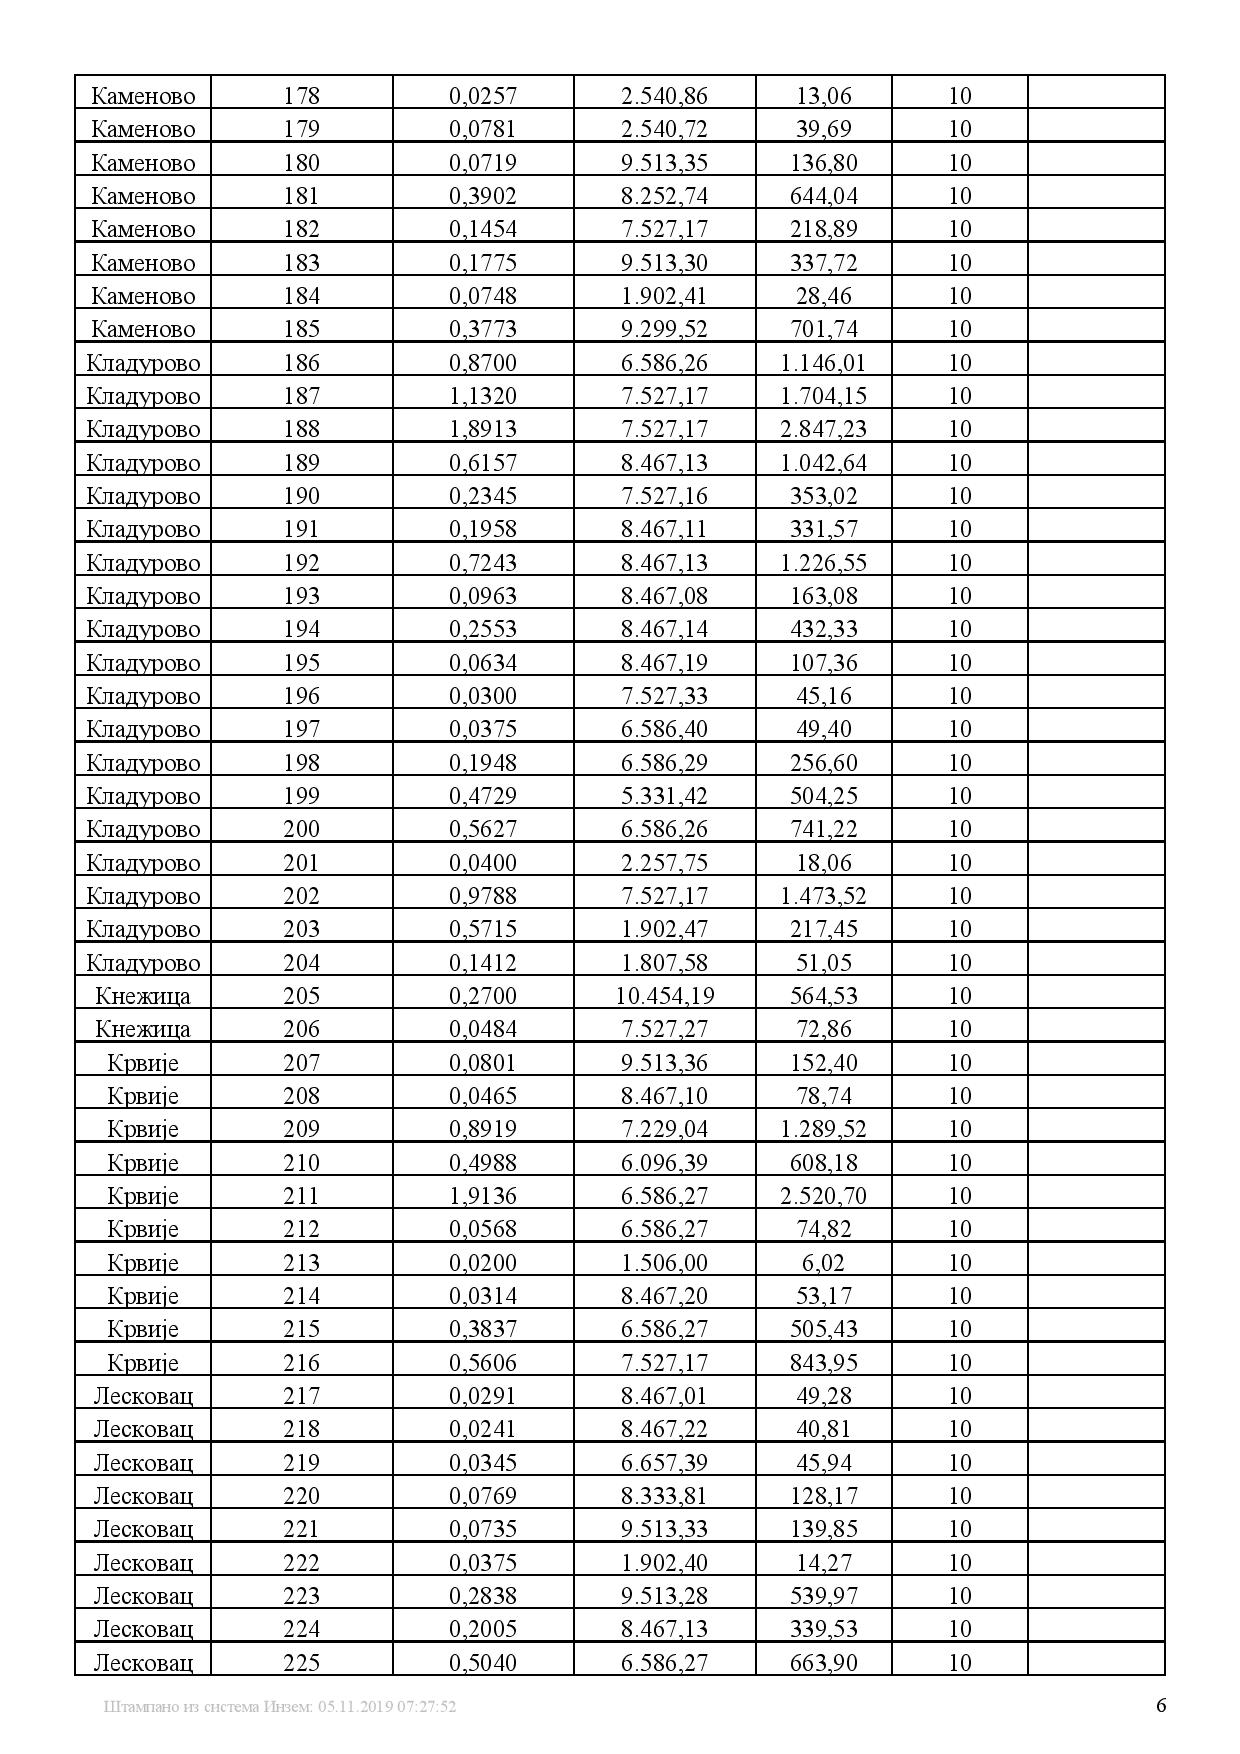 Каменово 178 0,0257 2.540,86 13,06 10
Каменово 179 0,0781 2.540,72 39,69 10
Каменово 180 0,0719 9.513,35 136,80 10
Каменово 181 0,3902 8.252,74 644,04 10
Каменово 182 0,1454 7.527,17 218,89 10
Каменово 183 0,1775 9.513,30 337,72 10
Каменово 184 0,0748 1.902,41 28,46 10
Каменово 185 0,3773 9.299,52 701,74 10
Кладурово 186 0,8700 6.586,26 1.146,01 10
Кладурово 187 1,1320 7.527,17 1.704,15 10
Кладурово 188 1,8913 7.527,17 2.847,23 10
Кладурово 189 0,6157 8.467,13 1.042,64 10
Кладурово 190 0,2345 7.527,16 353,02 10
Кладурово 191 0,1958 8.467,11 331,57 10
Кладурово 192 0,7243 8.467,13 1.226,55 10
Кладурово 193 0,0963 8.467,08 163,08 10
Кладурово 194 0,2553 8.467,14 432,33 10
Кладурово 195 0,0634 8.467,19 107,36 10
Кладурово 196 0,0300 7.527,33 45,16 10
Кладурово 197 0,0375 6.586,40 49,40 10
Кладурово 198 0,1948 6.586,29 256,60 10
Кладурово 199 0,4729 5.331,42 504,25 10
Кладурово 200 0,5627 6.586,26 741,22 10
Кладурово 201 0,0400 2.257,75 18,06 10
Кладурово 202 0,9788 7.527,17 1.473,52 10
Кладурово 203 0,5715 1.902,47 217,45 10
Кладурово 204 0,1412 1.807,58 51,05 10
Кнежица 205 0,2700 10.454,19 564,53 10
Кнежица 206 0,0484 7.527,27 72,86 10
Крвије 207 0,0801 9.513,36 152,40 10
Крвије 208 0,0465 8.467,10 78,74 10
Крвије 209 0,8919 7.229,04 1.289,52 10
Крвије 210 0,4988 6.096,39 608,18 10
Крвије 211 1,9136 6.586,27 2.520,70 10
Крвије 212 0,0568 6.586,27 74,82 10
Крвије 213 0,0200 1.506,00 6,02 10
Крвије 214 0,0314 8.467,20 53,17 10
Крвије 215 0,3837 6.586,27 505,43 10
Крвије 216 0,5606 7.527,17 843,95 10
Лесковац 217 0,0291 8.467,01 49,28 10
Лесковац 218 0,0241 8.467,22 40,81 10
Лесковац 219 0,0345 6.657,39 45,94 10
Лесковац 220 0,0769 8.333,81 128,17 10
Лесковац 221 0,0735 9.513,33 139,85 10
Лесковац 222 0,0375 1.902,40 14,27 10
Лесковац 223 0,2838 9.513,28 539,97 10
Лесковац 224 0,2005 8.467,13 339,53 10
Лесковац 225 0,5040 6.586,27 663,90 10
Штампано из система Инзем: 05.11.2019 07:27:52 6